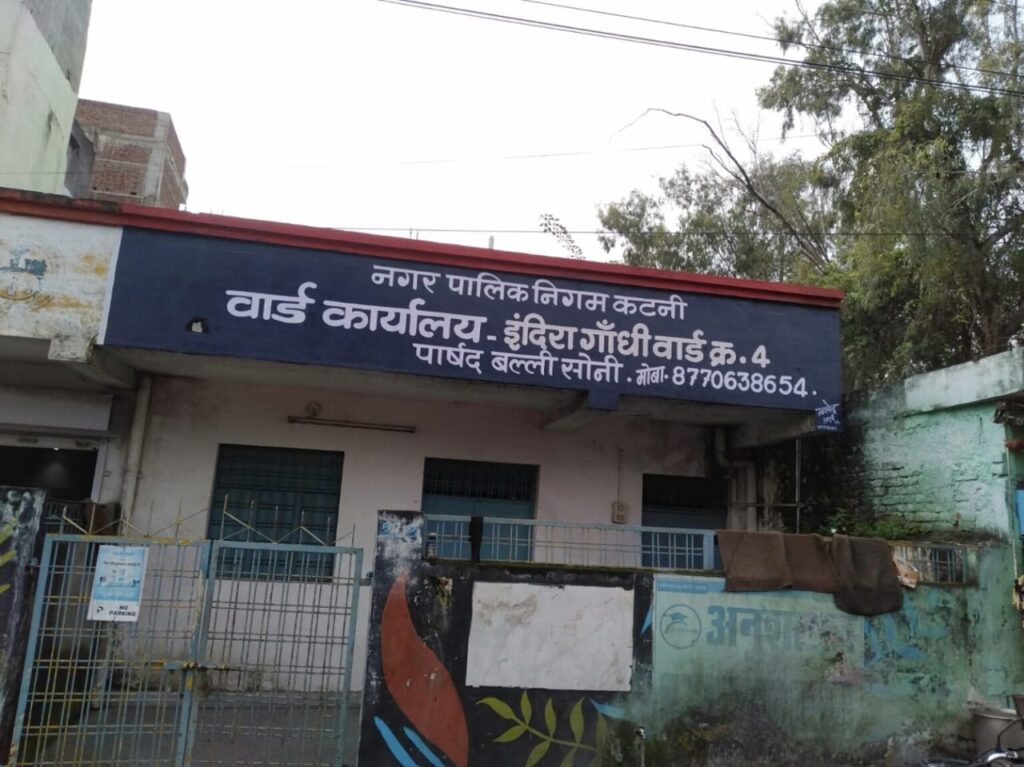 नगर पालिक निगम कटनी
वार्ड कार्यालय - इंदिरा गाँधी वार्ड क्र. 4
पार्षद बल्ली सोनी . मोबा. 8770638654.
NO
PARKING